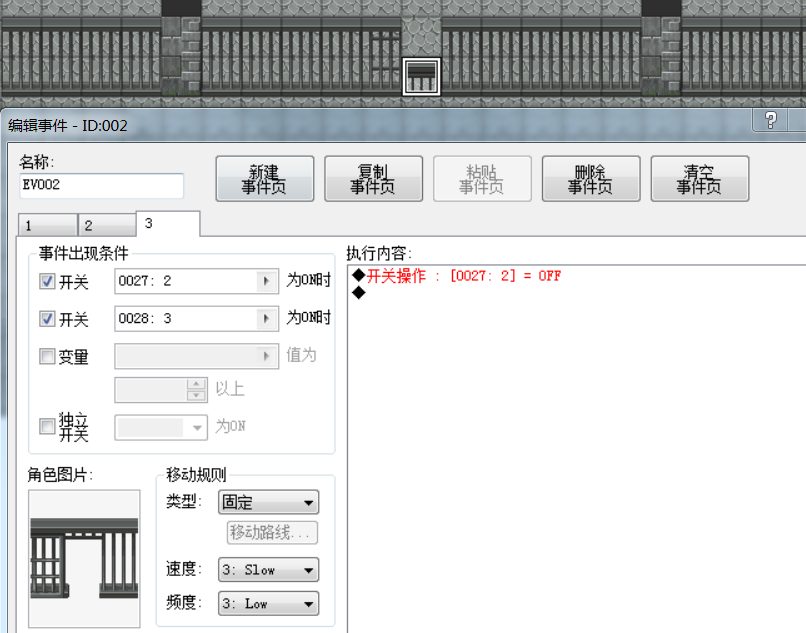 编辑事件 - ID:002
?
名称:
EV002
新建
事件页
复制
事件页
粘贴
事件页
删除
事件页
清空
事件页
1 2 3
事件出现条件
开关 0027: 2 为ON时
开关 0028: 3 为ON时
变量 值为
以上
独立
开关 为ON
角色图片:
移动规则
类型: 固定
移动路线...
速度: 3: Slow
频度: 3: Low
执行内容:
◆开关操作 : [0027: 2] = OFF
◆